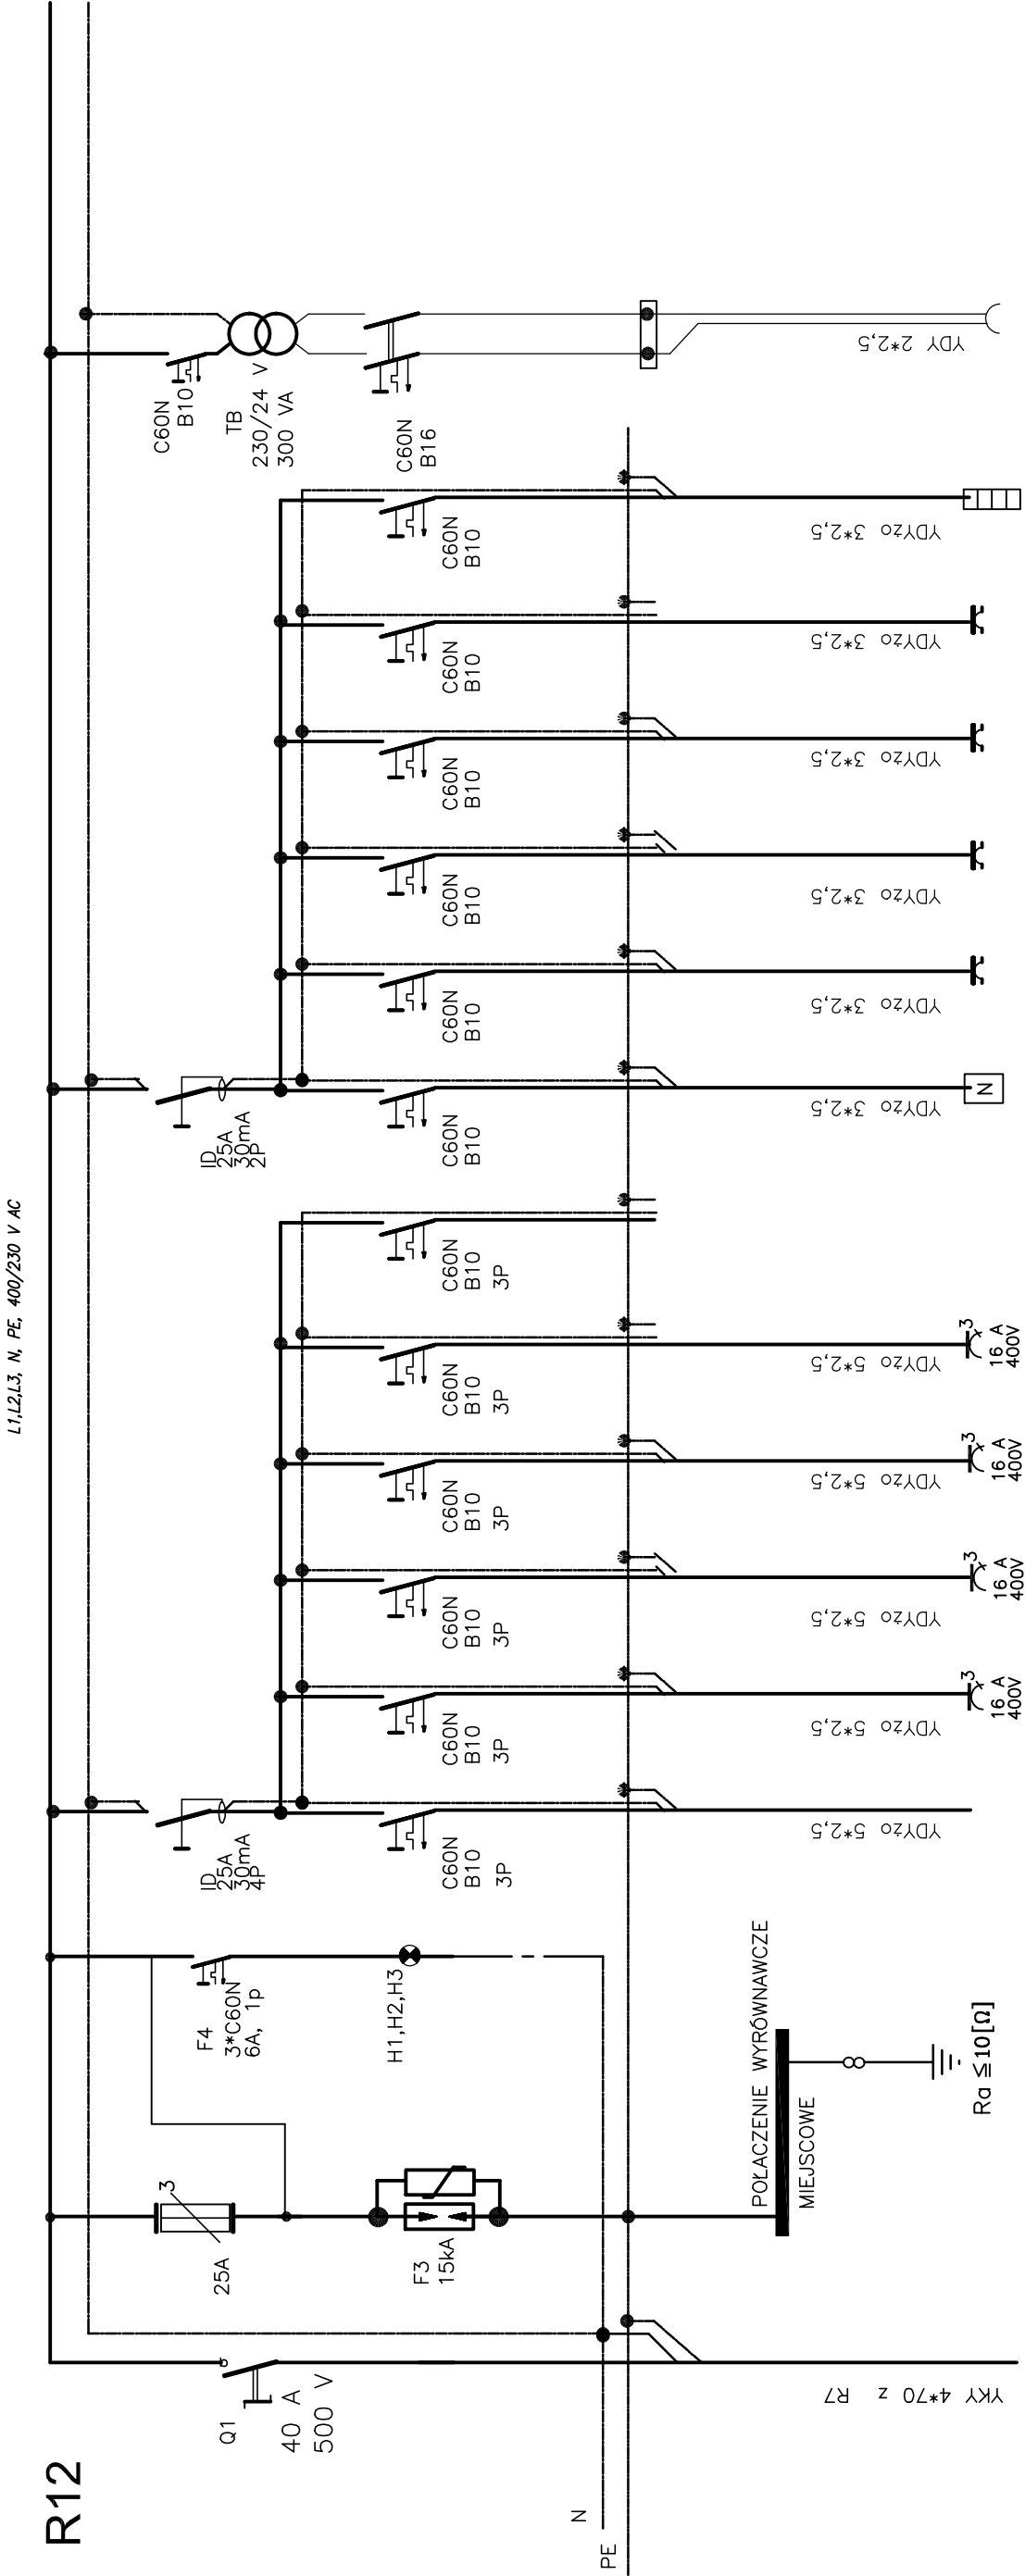 R12
L1,L2,L3, N, PE, 400/230 V AC
Q1
40 A
500 V
YKY 4*70 z R7
N
PE
25A
3
F3
15kA
POŁACZENIE WYRÓWNAWCZE
MIEJSCOWE
Ra ≤10[Ω]
F4
3*C60N
6A, 1p
H1,H2,H3
ID
25A
30mA
4P
C60N
B10
3P
YDYżo 5*2,5
C60N
B10
3P
YDYżo 5*2,5
3
16 A
400V
C60N
B10
3P
YDYżo 5*2,5
3
16 A
400V
C60N
B10
3P
YDYżo 5*2,5
3
16 A
400V
C60N
B10
3P
YDYżo 5*2,5
3
16 A
400V
C60N
B10
3P
ID
25A
30mA
2P
C60N
B10
YDYżo 3*2,5
N
C60N
B10
YDYżo 3*2,5
C60N
B10
YDYżo 3*2,5
C60N
B10
YDYżo 3*2,5
C60N
B10
YDYżo 3*2,5
C60N
B10
YDYżo 3*2,5
C60N
B10
TB
230/24 V
300 VA
C60N
B16
YDY 2*2,5